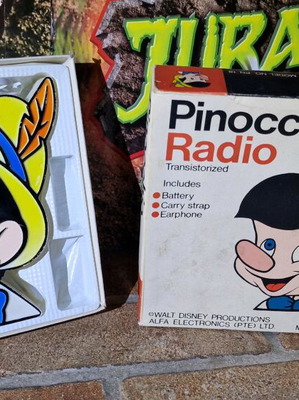 JURA
Pinocc
Radio
Transistorized
Includes
Battery
Carry strap
Earphone
©WALT DISNEY PRODUCTIONS
ALFA ELECTRONICS (PTE) LTD
M